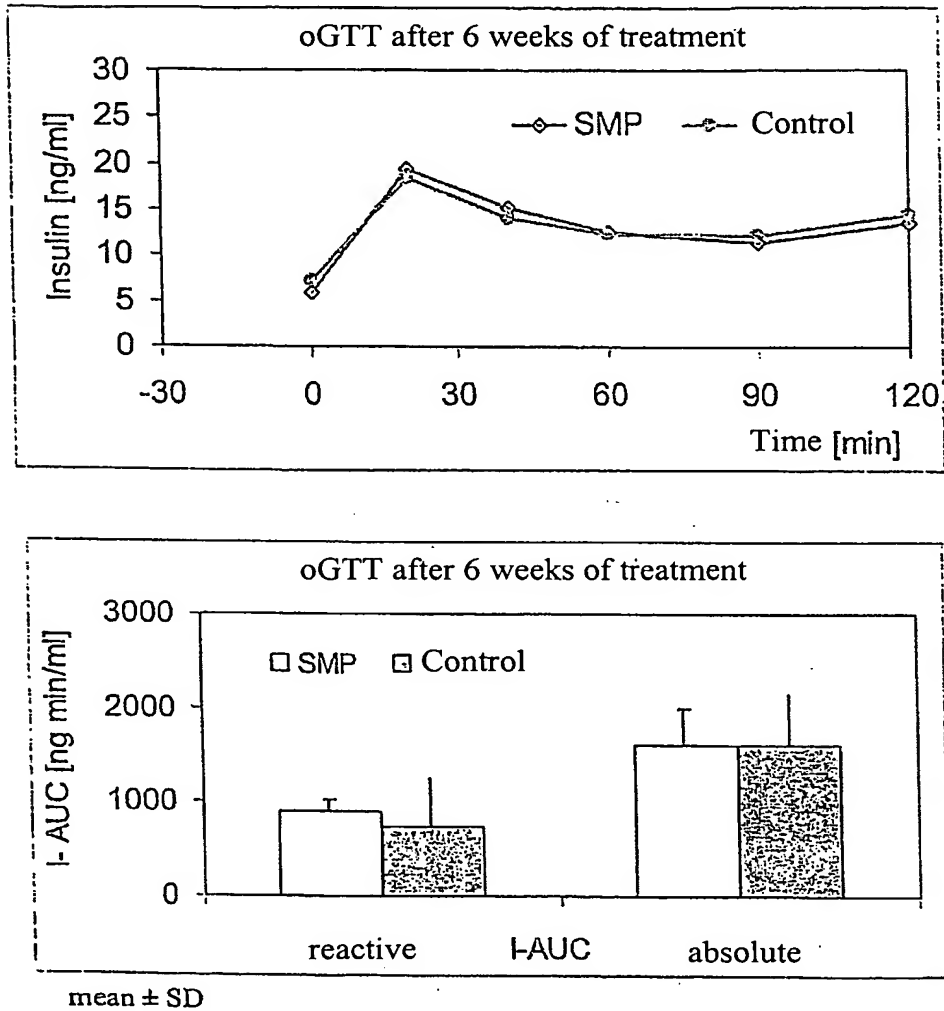 oGTT after 6 weeks of treatment
30
25
20
15
10
5
0
Insulin [ng/ml]
SMP Control
-30 0 30 60 90 120
Time [min]
oGTT after 6 weeks of treatment
3000
2000
1000
0
I- AUC [ng min/ml]
SMP Control
reactive I-AUC absolute
mean ± SD